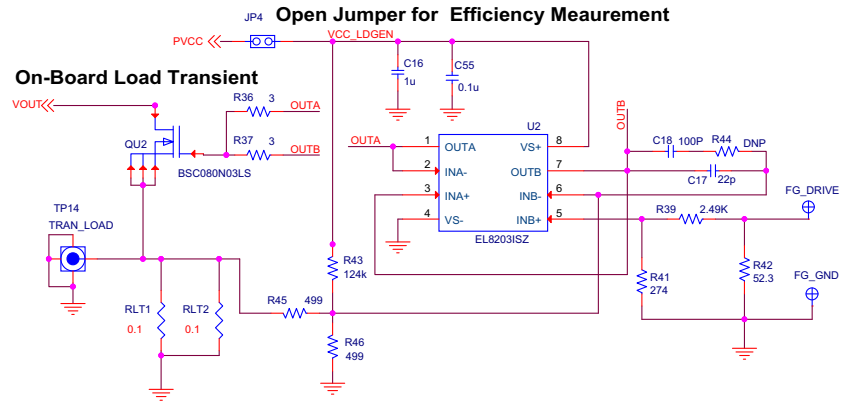 Open Jumper for Efficiency Meaurement
JP4
PVCC
VCC_LDGEN
On-Board Load Transient
VOUT
C16
1u
C55
0.1u
R36
3
OUTA
R37
3
OUTB
QU2
BSC080N03LS
U2
OUTA
1
OUTA
VS+
8
2
INA-
OUTB
7
3
INA+
INB-
6
4
VS-
INB+
5
EL8203ISZ
OUTB
C18
100P
R44
DNP
C17
22p
FG_DRIVE
R39
2.49K
TP14
TRAN_LOAD
R43
124k
R41
274
R42
52.3
FG_GND
RLT1
0.1
RLT2
0.1
R45
499
R46
499